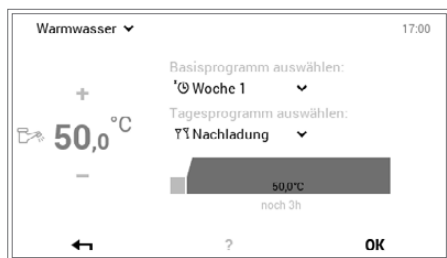 Warmwasser
17:00
Basisprogramm auswählen:
Woche 1
+
50,0 °C
−
Tagesprogramm auswählen:
Nachladung
50,0°C
noch 3h
?
OK